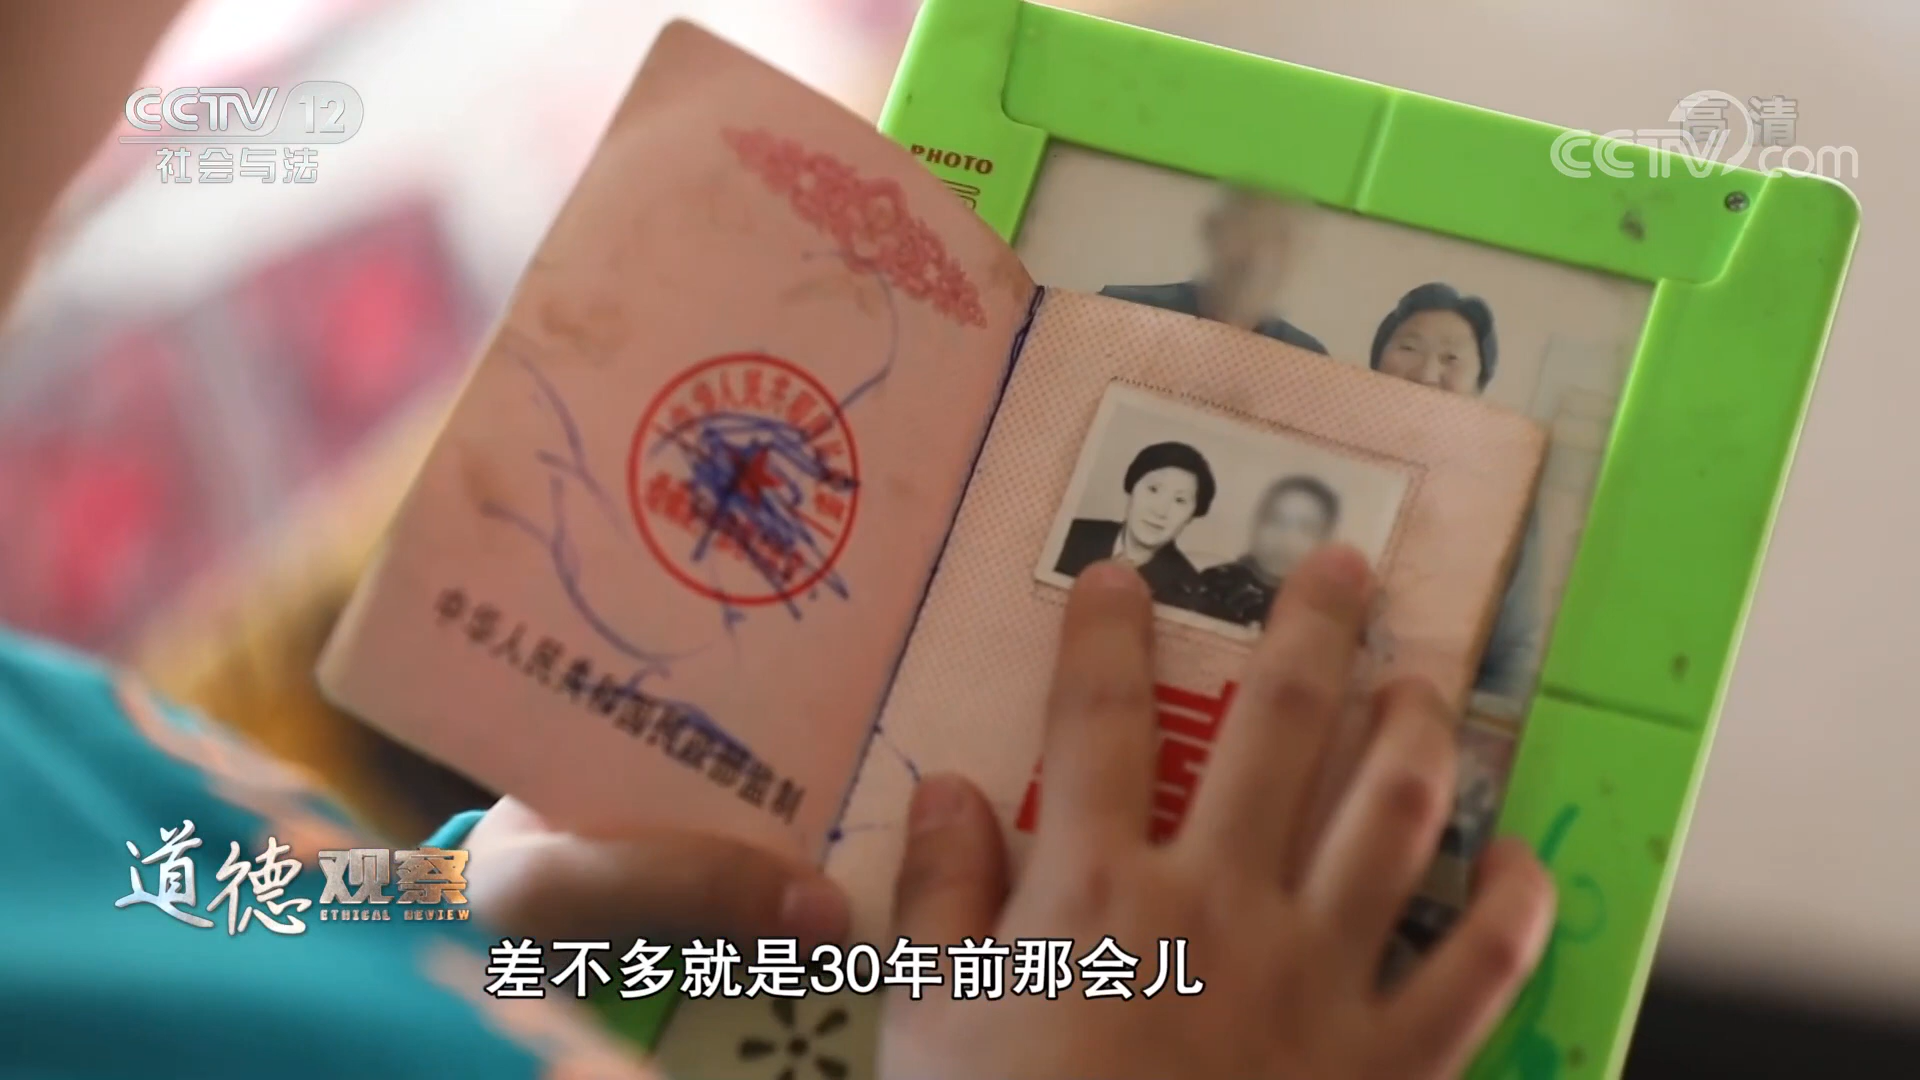 CCTV 12
社会与法
高清
CCTV.com
PHOTO
中华人民共和国民政部监制
道德观察
ETHICAL REVIEW
差不多就是30年前那会儿